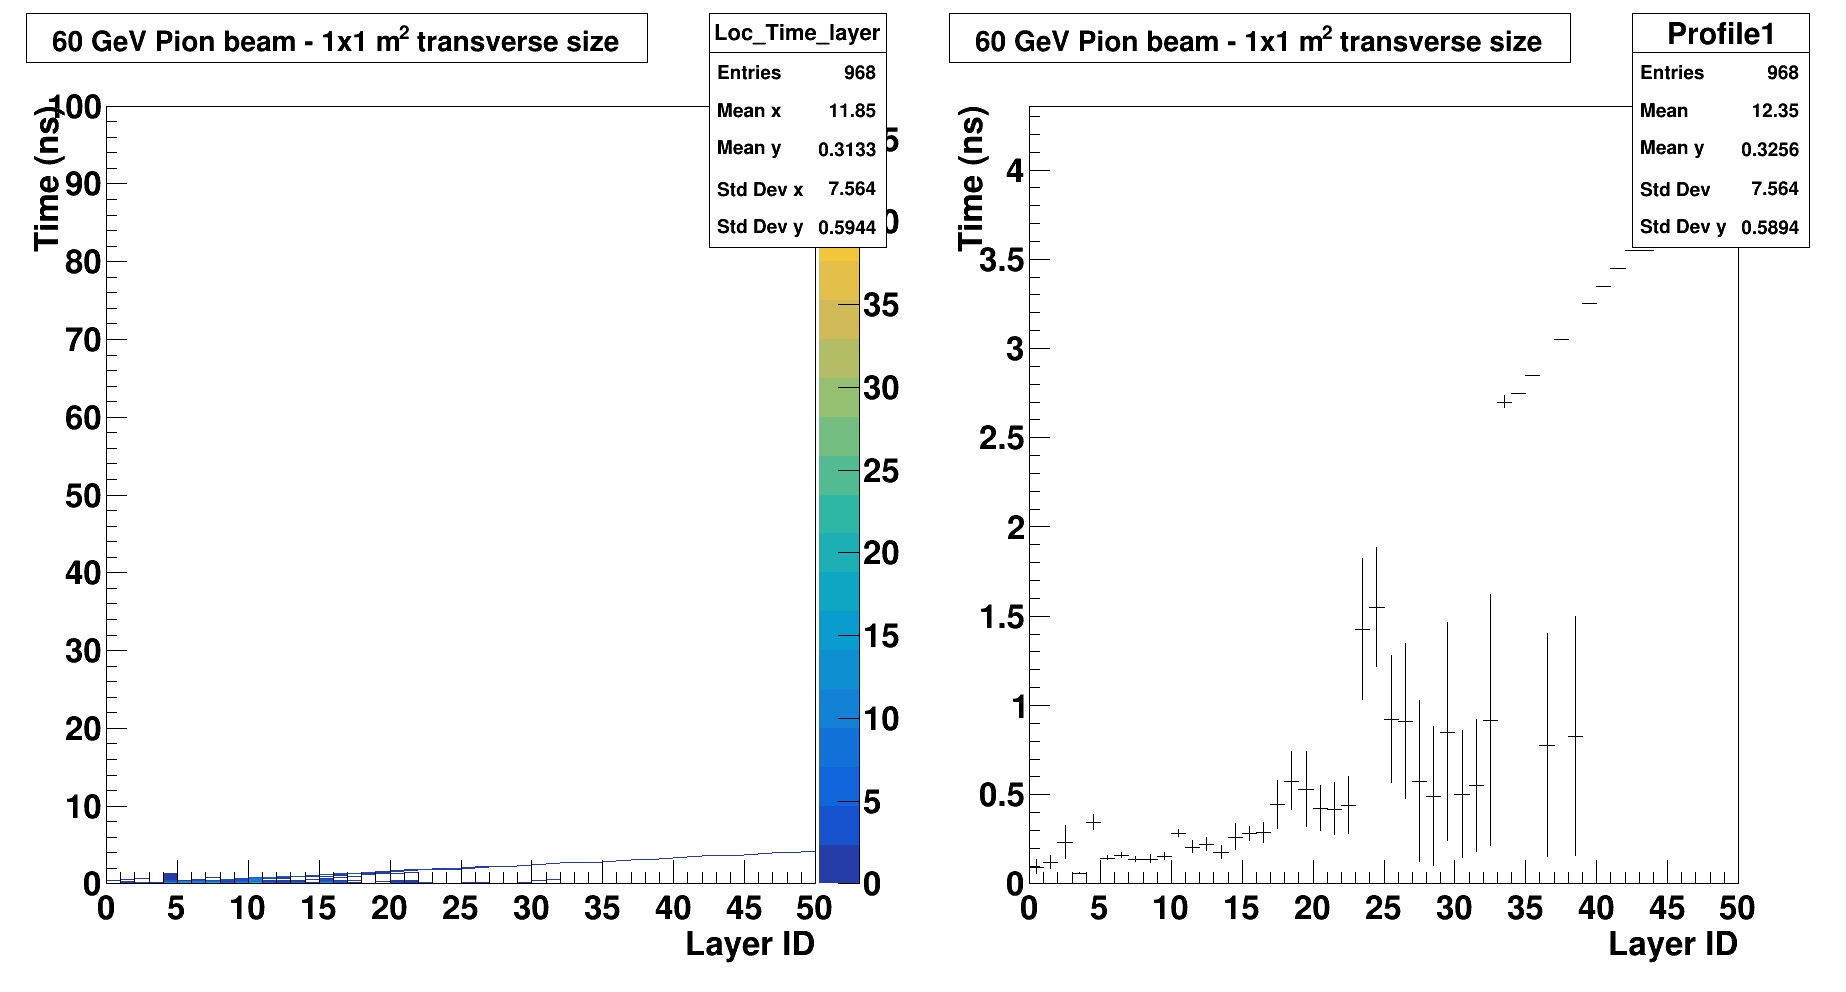 60 GeV Pion beam - 1x1 m² transverse size
Loc_Time_layer
Entries 968
Mean x 11.85
Mean y 0.3133
Std Dev x 7.564
Std Dev y 0.5944
Time (ns)
100
90
80
70
60
50
40
30
20
10
0
0 5 10 15 20 25 30 35 40 45 50
Layer ID
5
0
35
30
25
20
15
10
5
0
60 GeV Pion beam - 1x1 m² transverse size
Profile1
Entries 968
Mean 12.35
Mean y 0.3256
Std Dev 7.564
Std Dev y 0.5894
Time (ns)
4
3.5
3
2.5
2
1.5
1
0.5
0
0 5 10 15 20 25 30 35 40 45 50
Layer ID